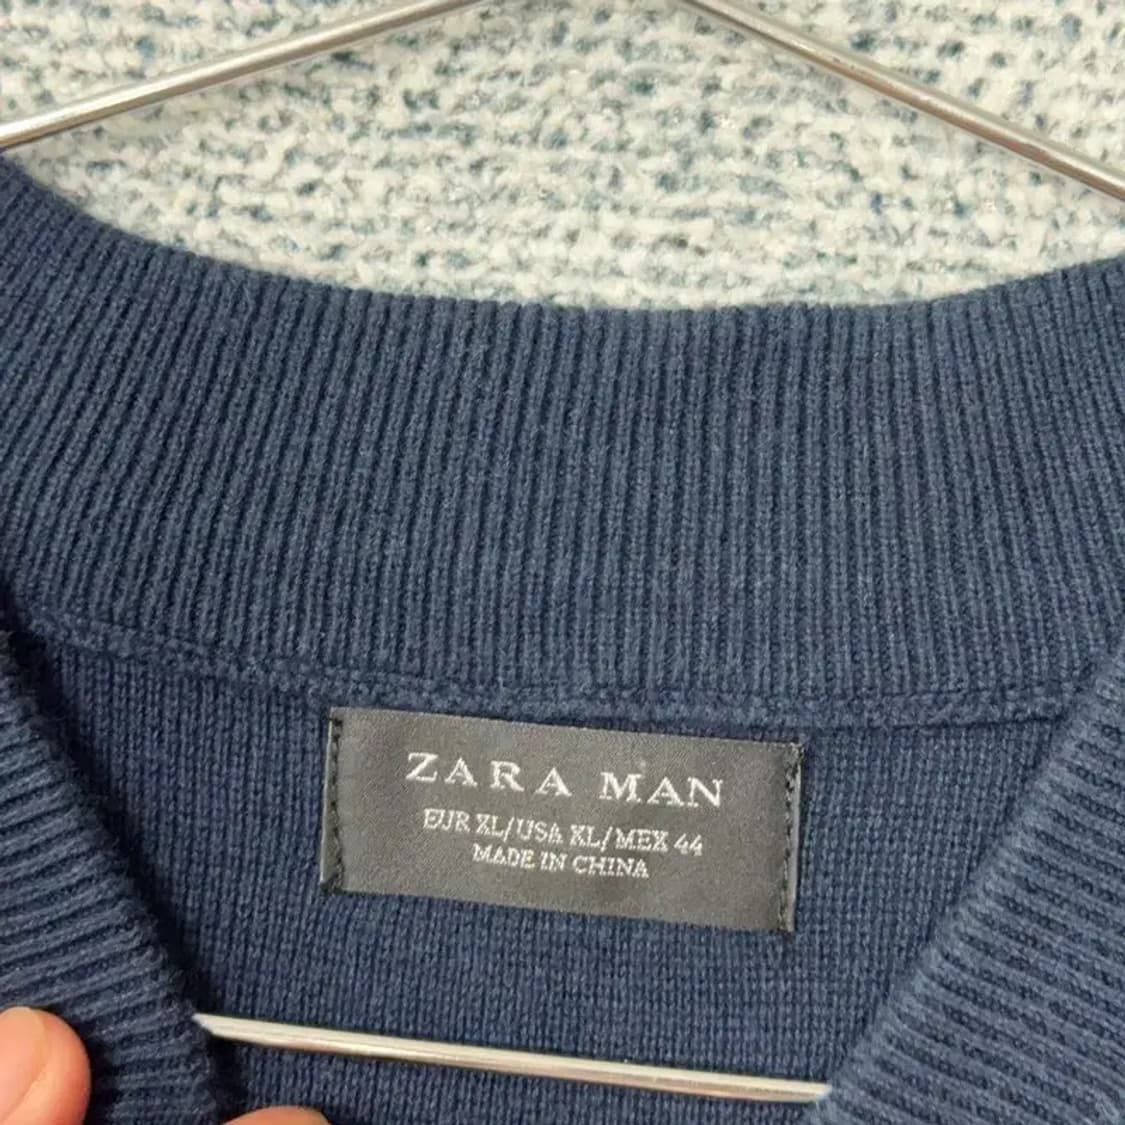 ZARA MAN
EUR XL/USA XL/MEX 44
MADE IN CHINA